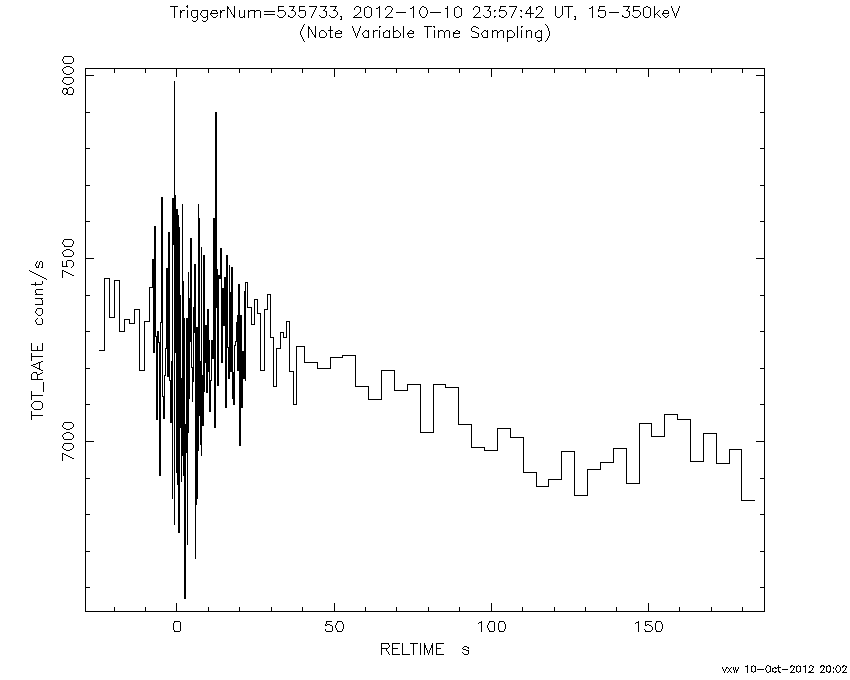 TriggerNum=535733, 2012-10-10 23:57:42 UT, 15-350keV
(Note Variable Time Sampling)
8000
7500
7000
TOT_RATE count/s
0 50 100 150
RELTIME s
vxw 10-Oct-2012 20:02